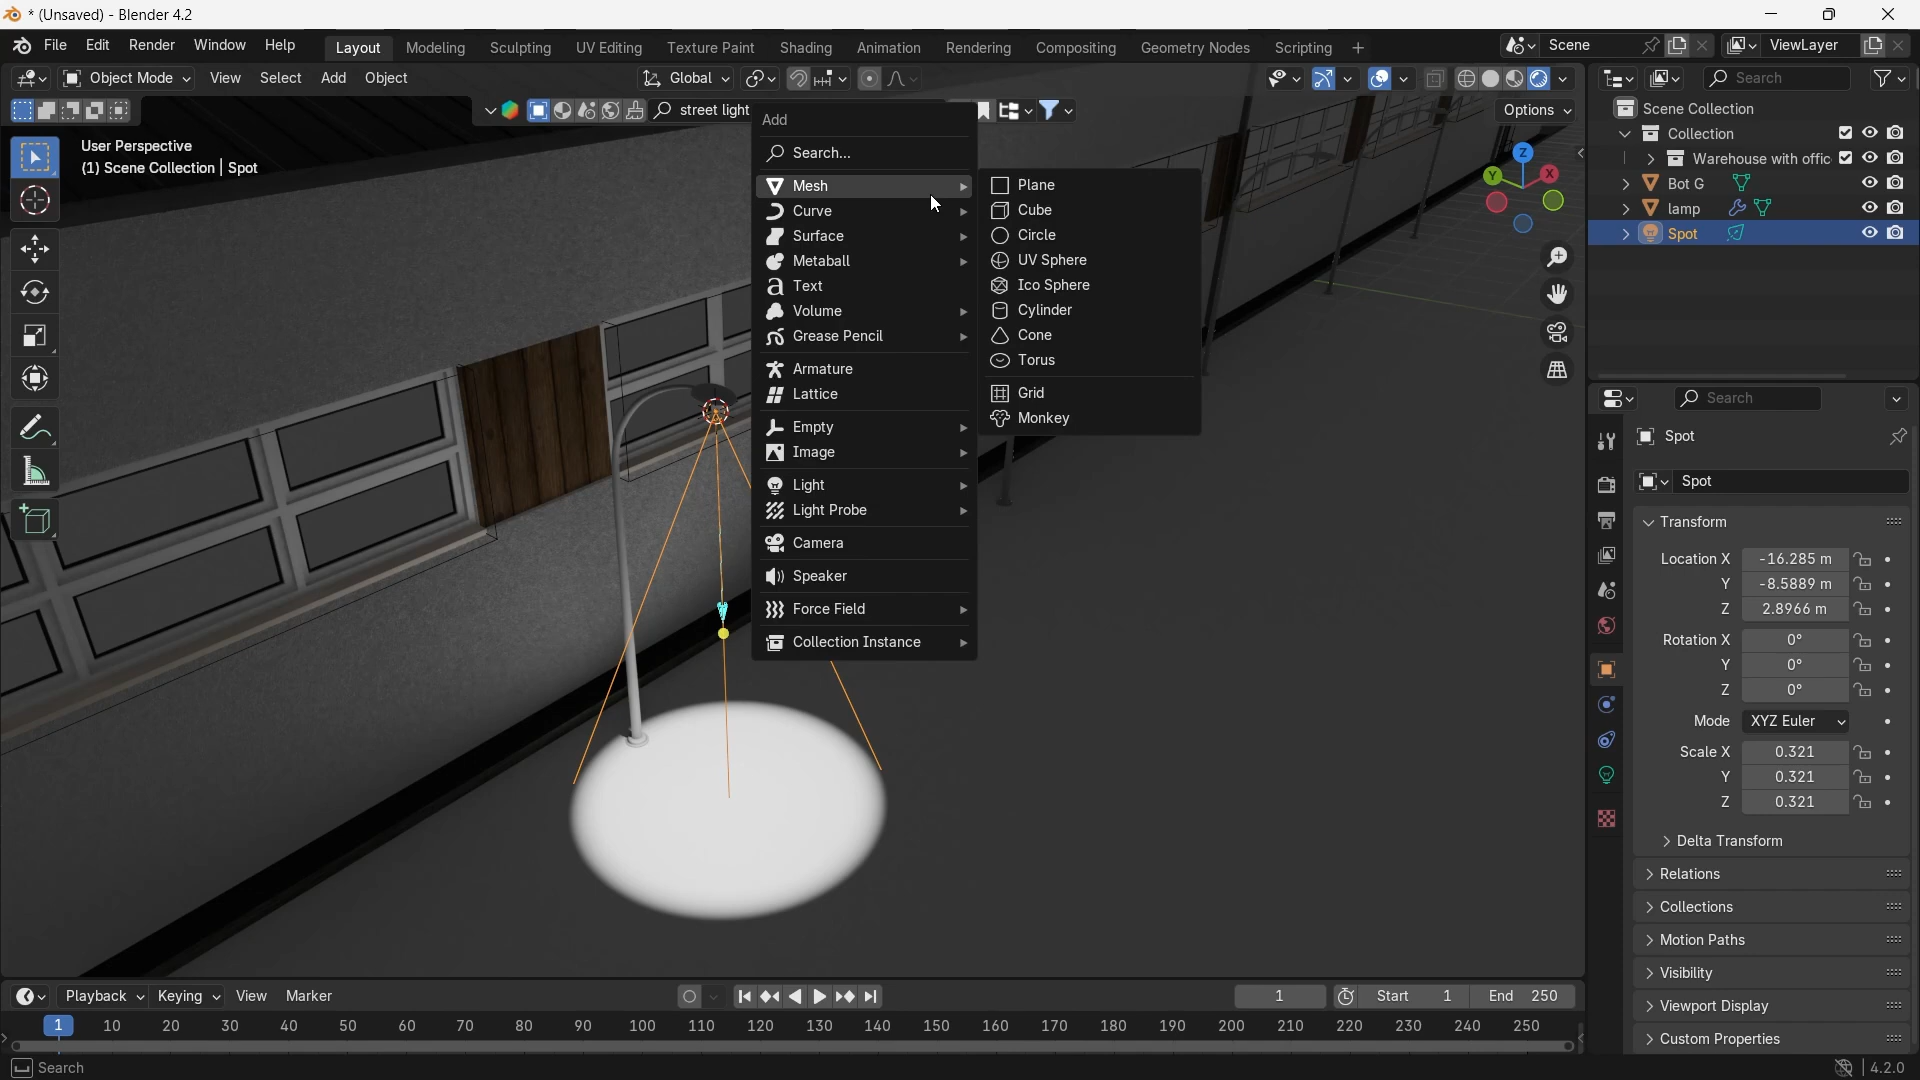 * (Unsaved) - Blender 4.2
File Edit Render Window Help Layout Modeling Sculpting UV Editing Texture Paint Shading Animation Rendering Compositing Geometry Nodes Scripting + Scene ViewLayer
Object Mode View Select Add Object Global Search
street light Options
User Perspective
(1) Scene Collection | Spot
Add
Search...
Mesh
Curve
Surface
Metaball
Text
Volume
Grease Pencil
Armature
Lattice
Empty
Image
Light
Light Probe
Camera
Speaker
Force Field
Collection Instance
Plane
Cube
Circle
UV Sphere
Ico Sphere
Cylinder
Cone
Torus
Grid
Monkey
Z
Y
X
Scene Collection
Collection
Warehouse with offic
Bot G
lamp
Spot
Search
Spot
Spot
Transform
Location X -16.285 m
Y -8.5889 m
Z 2.8966 m
Rotation X 0°
Y 0°
Z 0°
Mode XYZ Euler
Scale X 0.321
Y 0.321
Z 0.321
Delta Transform
Relations
Collections
Motion Paths
Visibility
Viewport Display
Custom Properties
Playback Keying View Marker 1 Start 1 End 250
1 10 20 30 40 50 60 70 80 90 100 110 120 130 140 150 160 170 180 190 200 210 220 230 240 250
Search 4.2.0